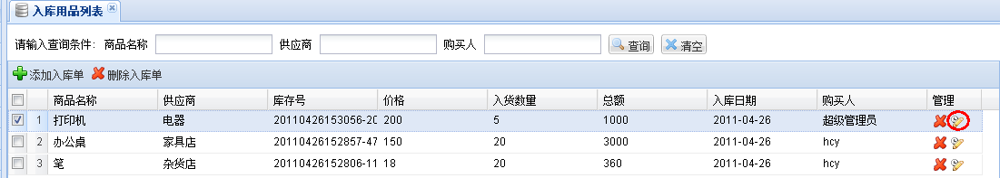 入库用品列表
请输入查询条件: 商品名称 供应商 购买人 查询 清空
添加入库单 删除入库单
商品名称 供应商 库存号 价格 入货数量 总额 入库日期 购买人 管理
1 打印机 电器 20110426153056-20 200 5 1000 2011-04-26 超级管理员
2 办公桌 家具店 20110426152857-47 150 20 3000 2011-04-26 hcy
3 笔 杂货店 20110426152806-11 18 20 360 2011-04-26 hcy